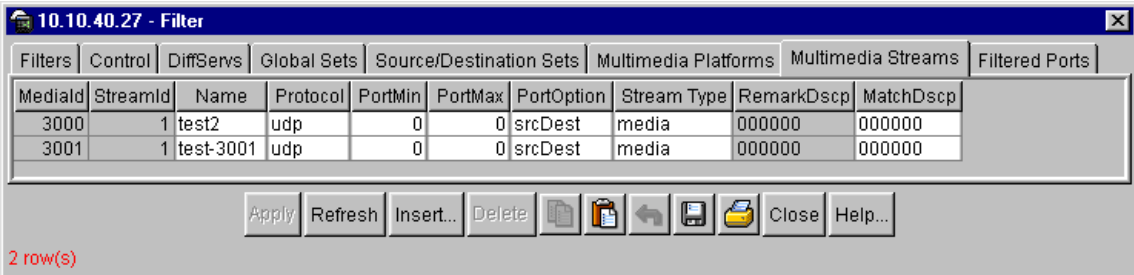 10.10.40.27 - Filter
Filters Control DiffServs Global Sets Source/Destination Sets Multimedia Platforms Multimedia Streams Filtered Ports
MediaId StreamId Name Protocol PortMin PortMax PortOption Stream Type RemarkDscp MatchDscp
3000 1 test2 udp 0 0 srcDest media 000000 000000
3001 1 test-3001 udp 0 0 srcDest media 000000 000000
Apply Refresh Insert... Delete Close Help...
2 row(s)